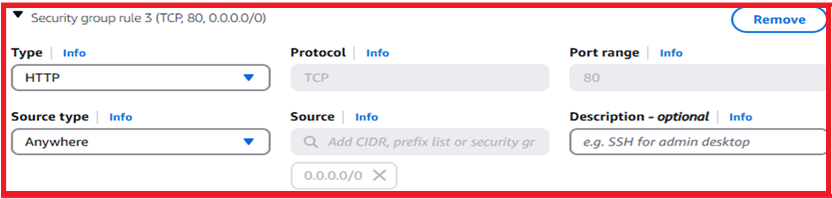 Security group rule 3 (TCP, 80, 0.0.0.0/0)
Remove
Type Info Protocol Info Port range Info
HTTP TCP 80
Source type Info Source Info Description - optional Info
Anywhere Add CIDR, prefix list or security gr e.g. SSH for admin desktop
0.0.0.0/0